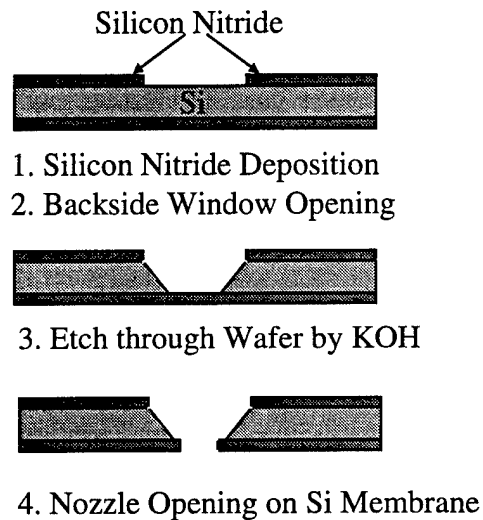 Silicon Nitride
Si
1. Silicon Nitride Deposition
2. Backside Window Opening
3. Etch through Wafer by KOH
4. Nozzle Opening on Si Membrane